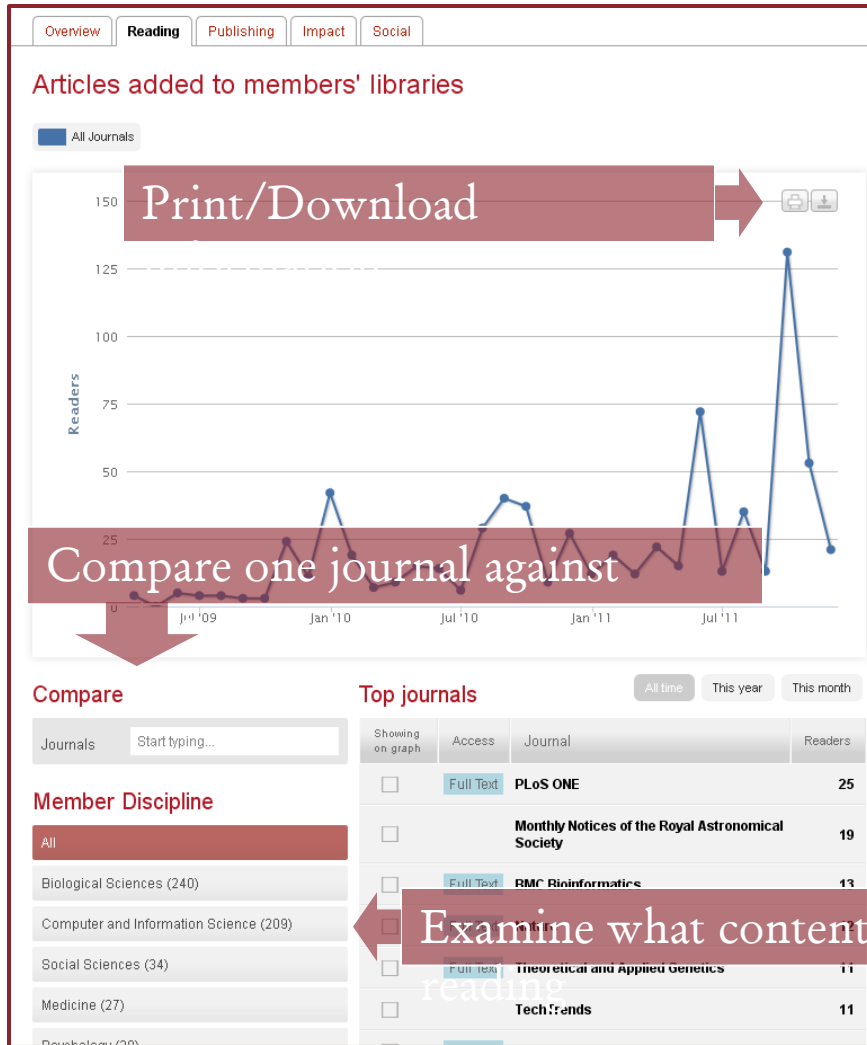 Overview Reading Publishing Impact Social
Articles added to members' libraries
All Journals
150
Print/Download
125
100
Readers
75
50
25
Compare one journal against
0
Jul '09 Jan '10 Jul '10 Jan '11 Jul '11
Compare
Journals Start typing...
Member Discipline
All
Biological Sciences (240)
Computer and Information Science (209)
Social Sciences (34)
Medicine (27)
Top journals All time This year This month
Showing on graph Access Journal Readers
Full Text PLoS ONE 25
Monthly Notices of the Royal Astronomical
Society 19
Full Text BMC Bioinformatics 13
Nature 12
Examine what content
reading
Full Text Theoretical and Applied Genetics 11
TechTrends 11